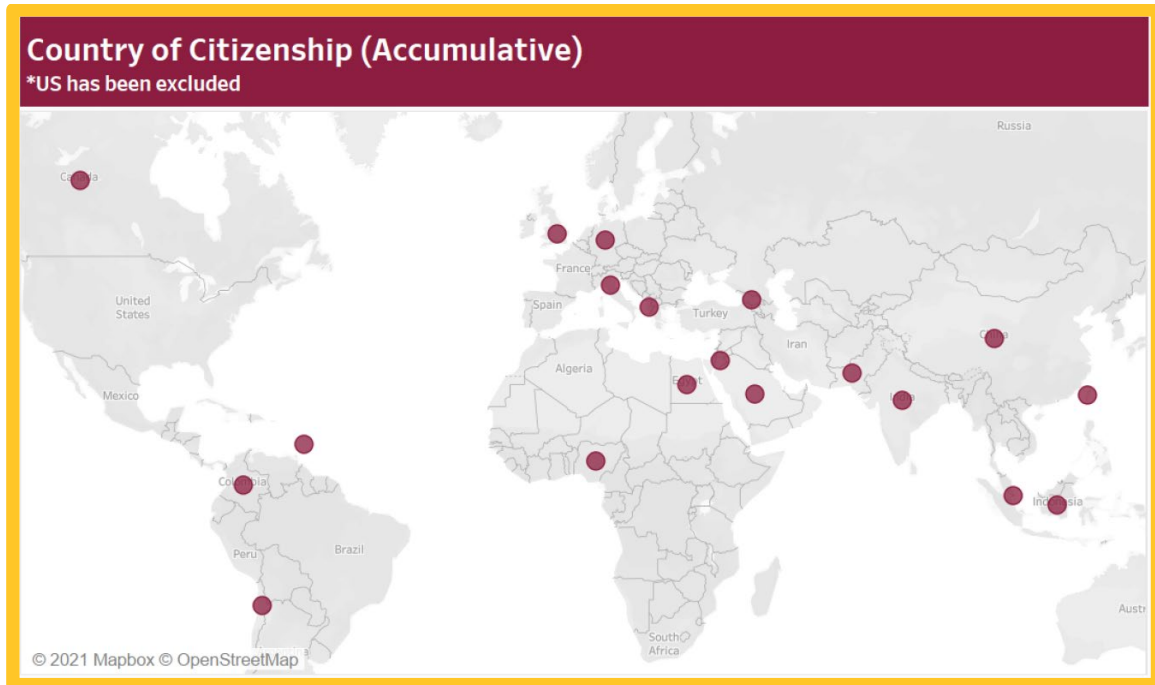 Country of Citizenship (Accumulative)
*US has been excluded
Russia
Canada
France
United
States
Spain
Turkey
China
Iran
Algeria
Egypt
Mexico
India
Colombia
Indonesia
Peru
Brazil
Austr
South
Africa
© 2021 Mapbox © OpenStreetMap